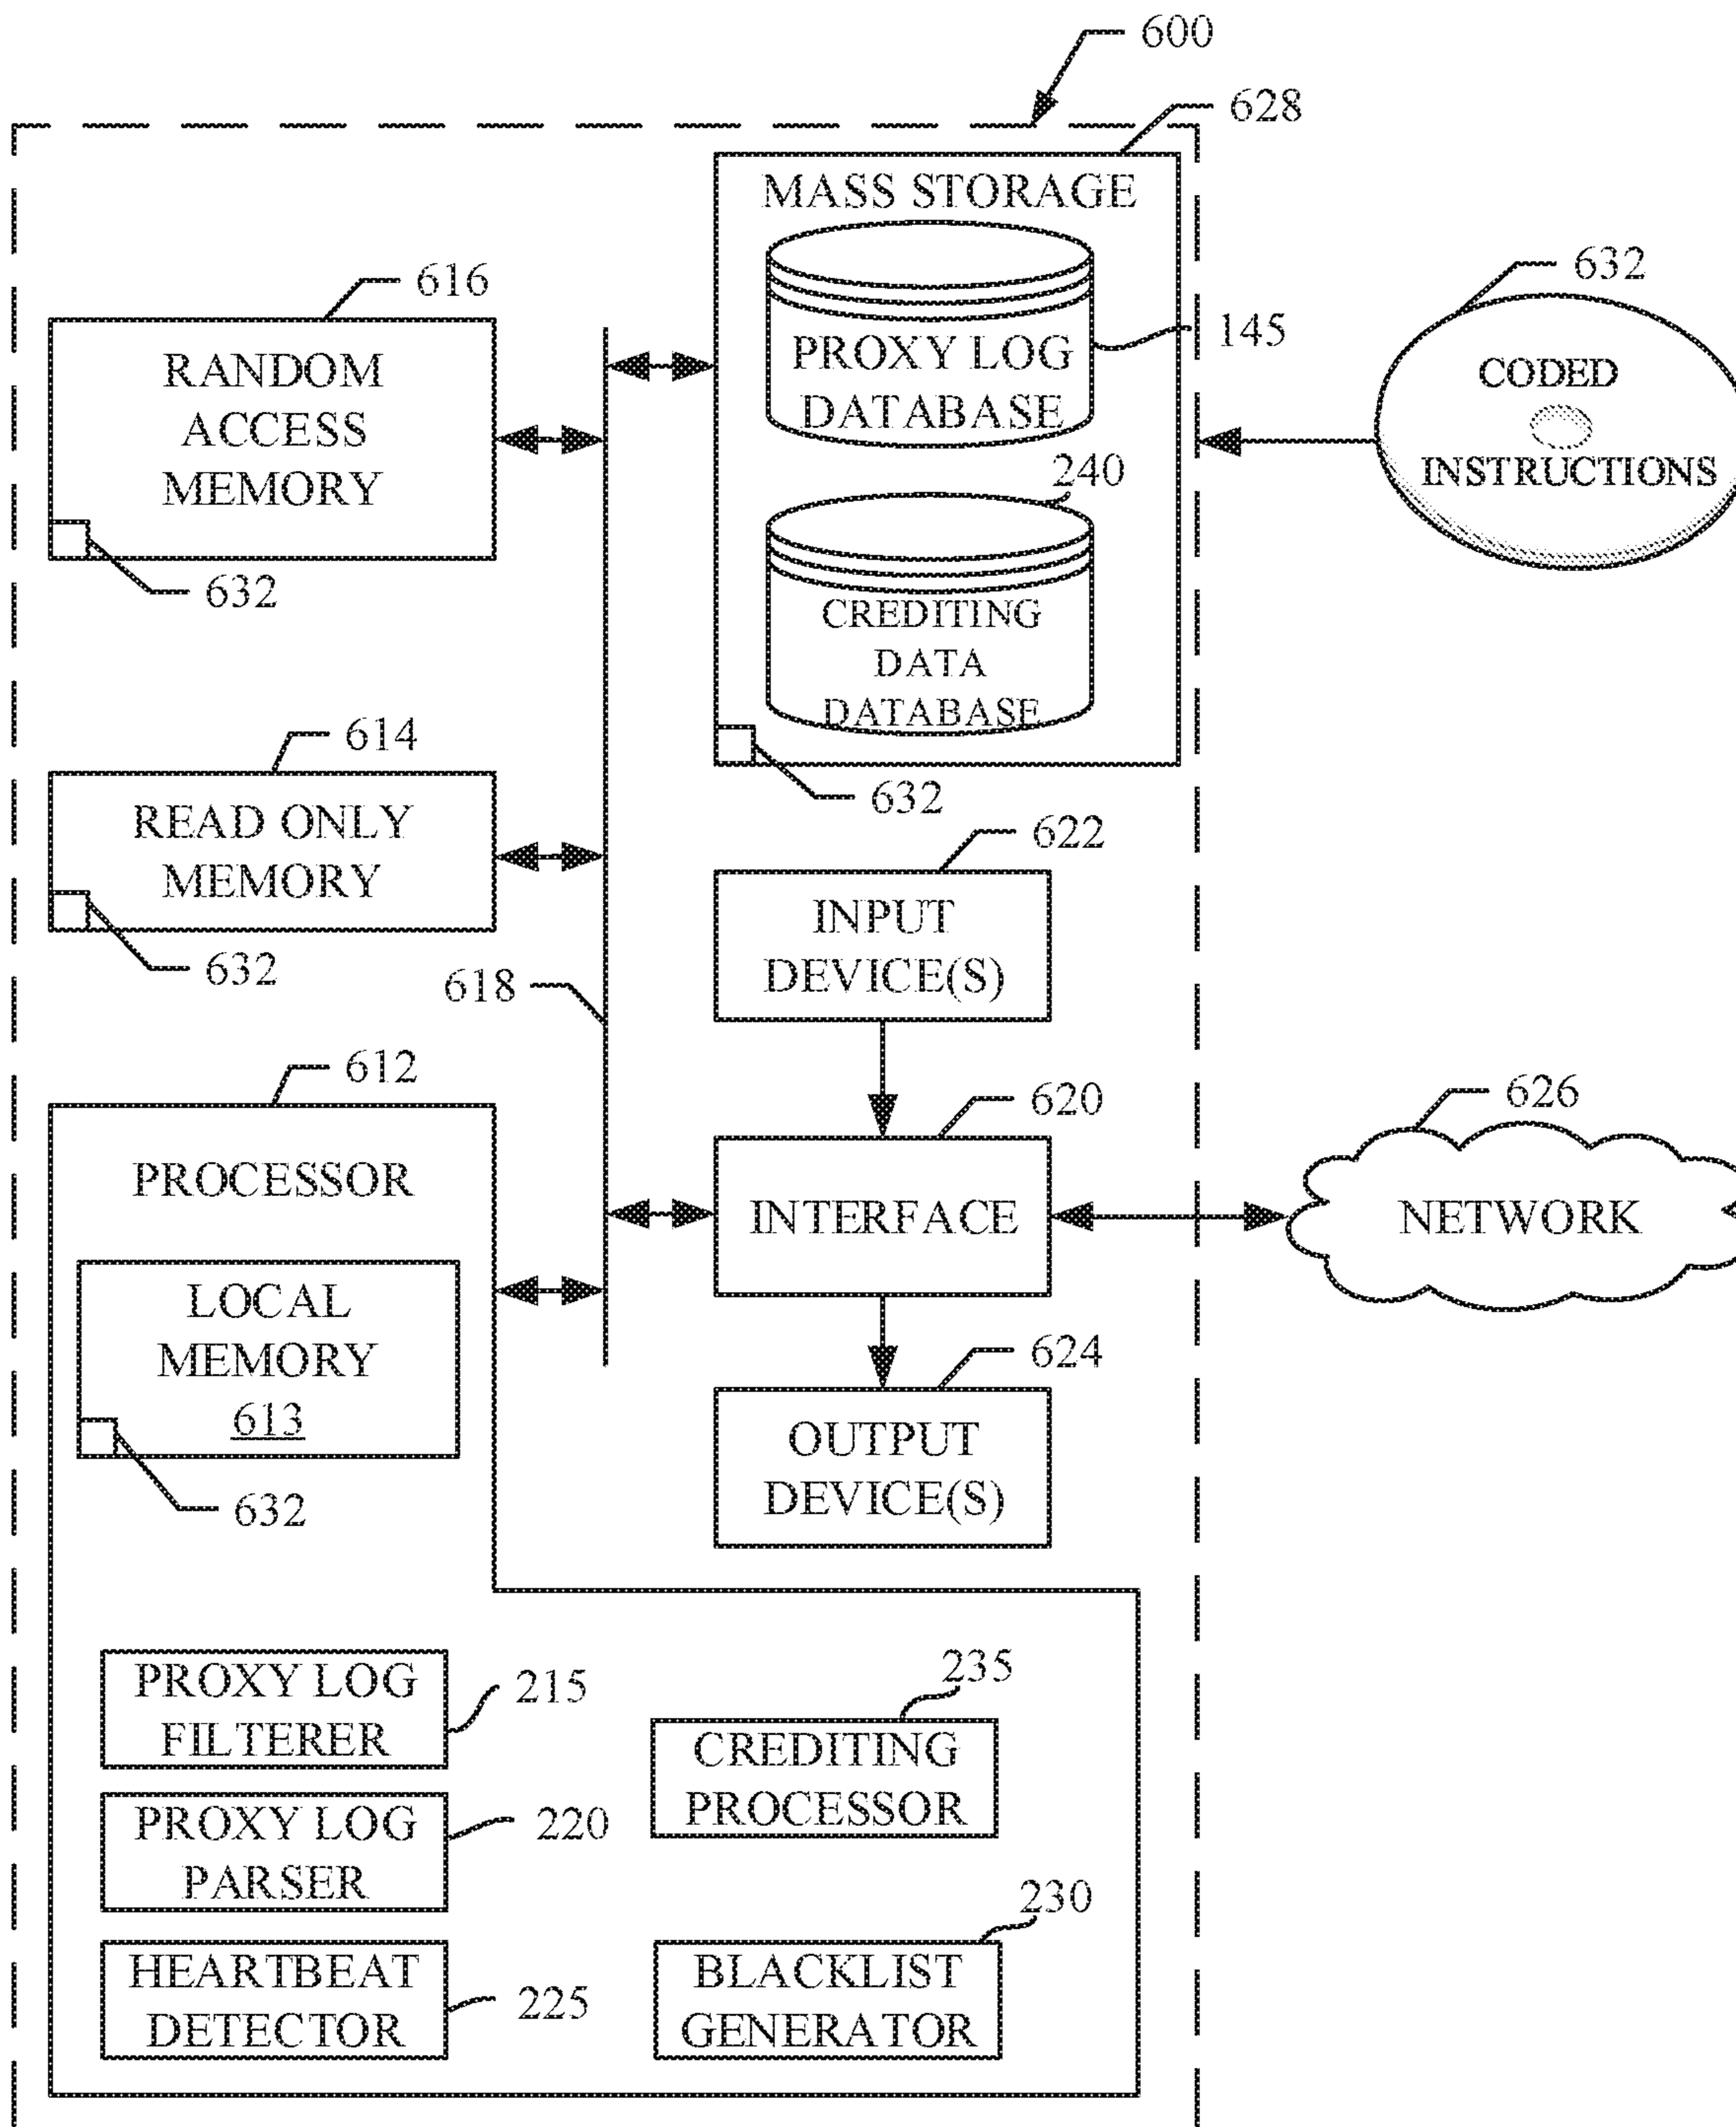 600
628
MASS STORAGE
616
632
145
RANDOM
ACCESS
MEMORY
PROXY LOG
DATABASE
CODED
INSTRUCTIONS
240
632
CREDITING
DATA
DATABASE
614
632
READ ONLY
MEMORY
622
INPUT
DEVICE(S)
632
618
612
620
626
PROCESSOR
INTERFACE
NETWORK
LOCAL
MEMORY
613
624
OUTPUT
DEVICE(S)
632
PROXY LOG
FILTERER
215
235
CREDITING
PROCESSOR
PROXY LOG
PARSER
220
230
HEARTBEAT
DETECTOR
225
BLACKLIST
GENERATOR